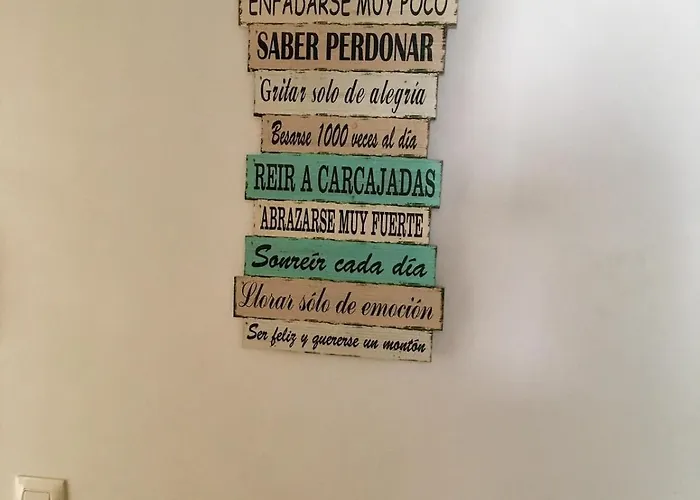 ENFADARSE MUY POCO
SABER PERDONAR
Gritar solo de alegría
Besarse 1000 veces al día
REIR A CARCAJADAS
ABRAZARSE MUY FUERTE
Sonreír cada día
Llorar sólo de emoción
Ser feliz y quererse un montón